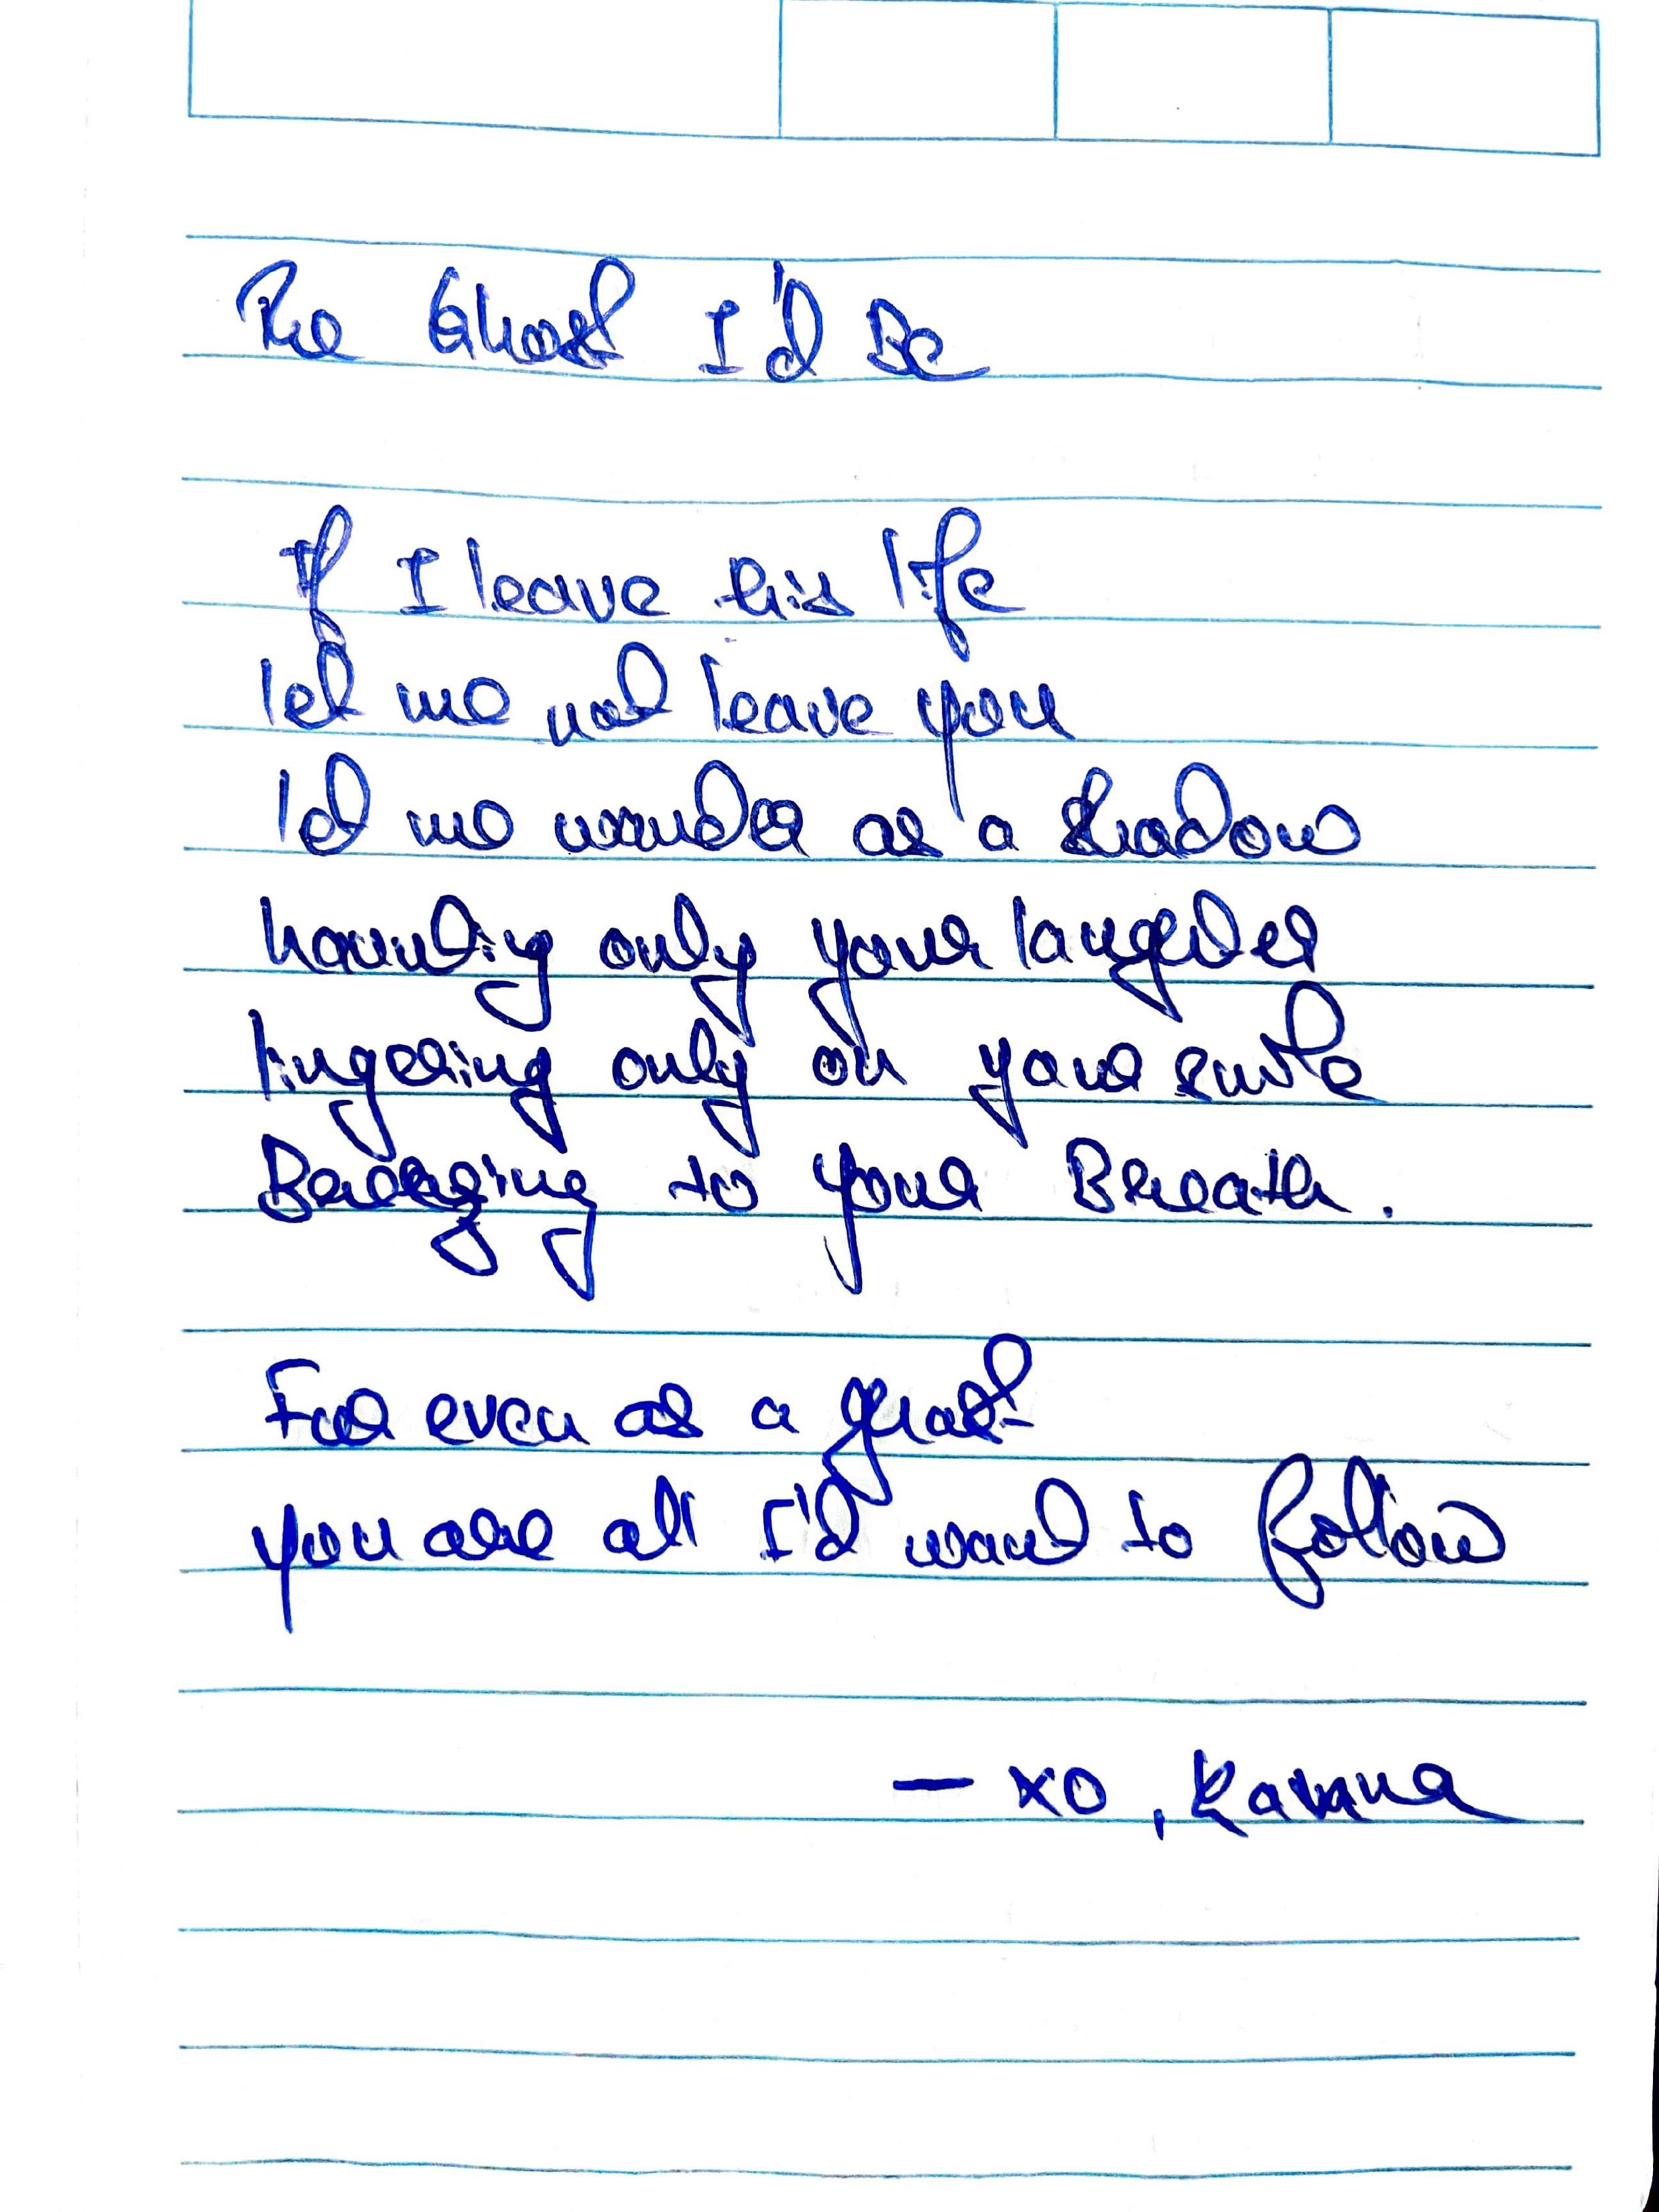 The Ghost I'd Be
If I leave this life
let me not leave you
let me wander as a shadow
haunting only your laughter
lingering only on your smile
Belonging to your Breath.
For even as a ghost
you are all I'd want to follow
— XO,